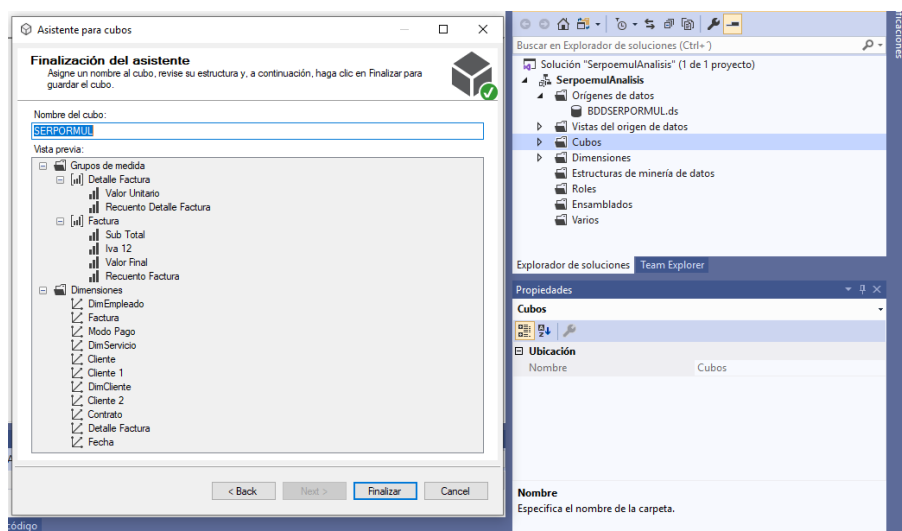 Asistente para cubos
Finalización del asistente
Asigne un nombre al cubo, revise su estructura y, a continuación, haga clic en Finalizar para
guardar el cubo.
Nombre del cubo:
SERPORMUL
Vista previa:
Grupos de medida
Detalle Factura
Valor Unitario
Recuento Detalle Factura
Factura
Sub Total
Iva 12
Valor Final
Recuento Factura
Dimensiones
DimEmpleado
Factura
Modo Pago
DimServicio
Cliente
Cliente 1
DimCliente
Cliente 2
Contrato
Detalle Factura
Fecha
< Back
Next >
Finalizar
Cancel
código
Buscar en Explorador de soluciones (Ctrl+´)
Solución "SerpoemulAnalisis" (1 de 1 proyecto)
SerpoemulAnalisis
Orígenes de datos
BDDSERPORMUL.ds
Vistas del origen de datos
Cubos
Dimensiones
Estructuras de minería de datos
Roles
Ensamblados
Varios
Explorador de soluciones
Team Explorer
Propiedades
Cubos
Ubicación
Nombre
Cubos
Nombre
Especifica el nombre de la carpeta.